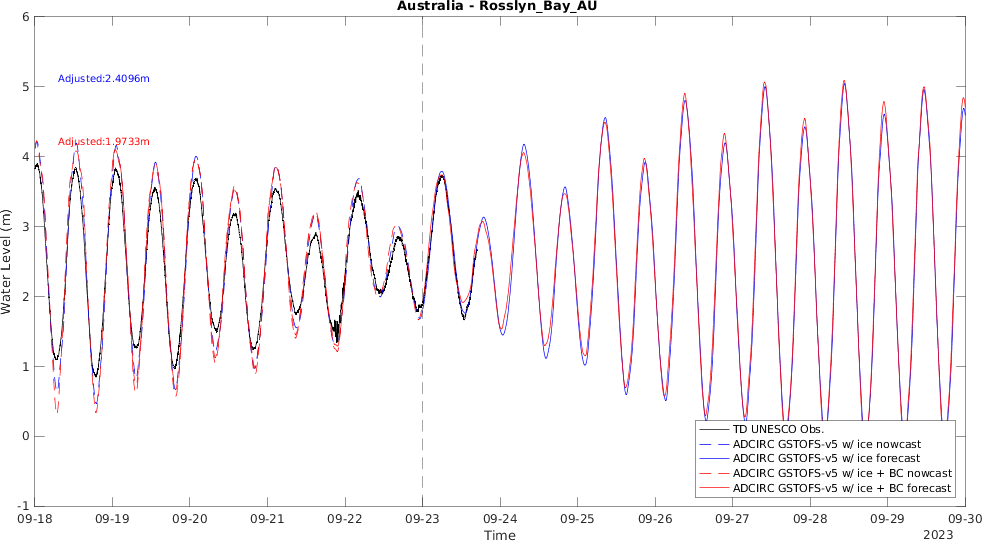 Australia - Rosslyn_Bay_AU
6
5
4
3
2
1
0
-1
Water Level (m)
Adjusted:2.4096m
Adjusted:1.9733m
TD UNESCO Obs.
ADCIRC GSTOFS-v5 w/ ice nowcast
ADCIRC GSTOFS-v5 w/ ice forecast
ADCIRC GSTOFS-v5 w/ ice + BC nowcast
ADCIRC GSTOFS-v5 w/ ice + BC forecast
09-18 09-19 09-20 09-21 09-22 09-23 09-24 09-25 09-26 09-27 09-28 09-29 09-30
Time
2023